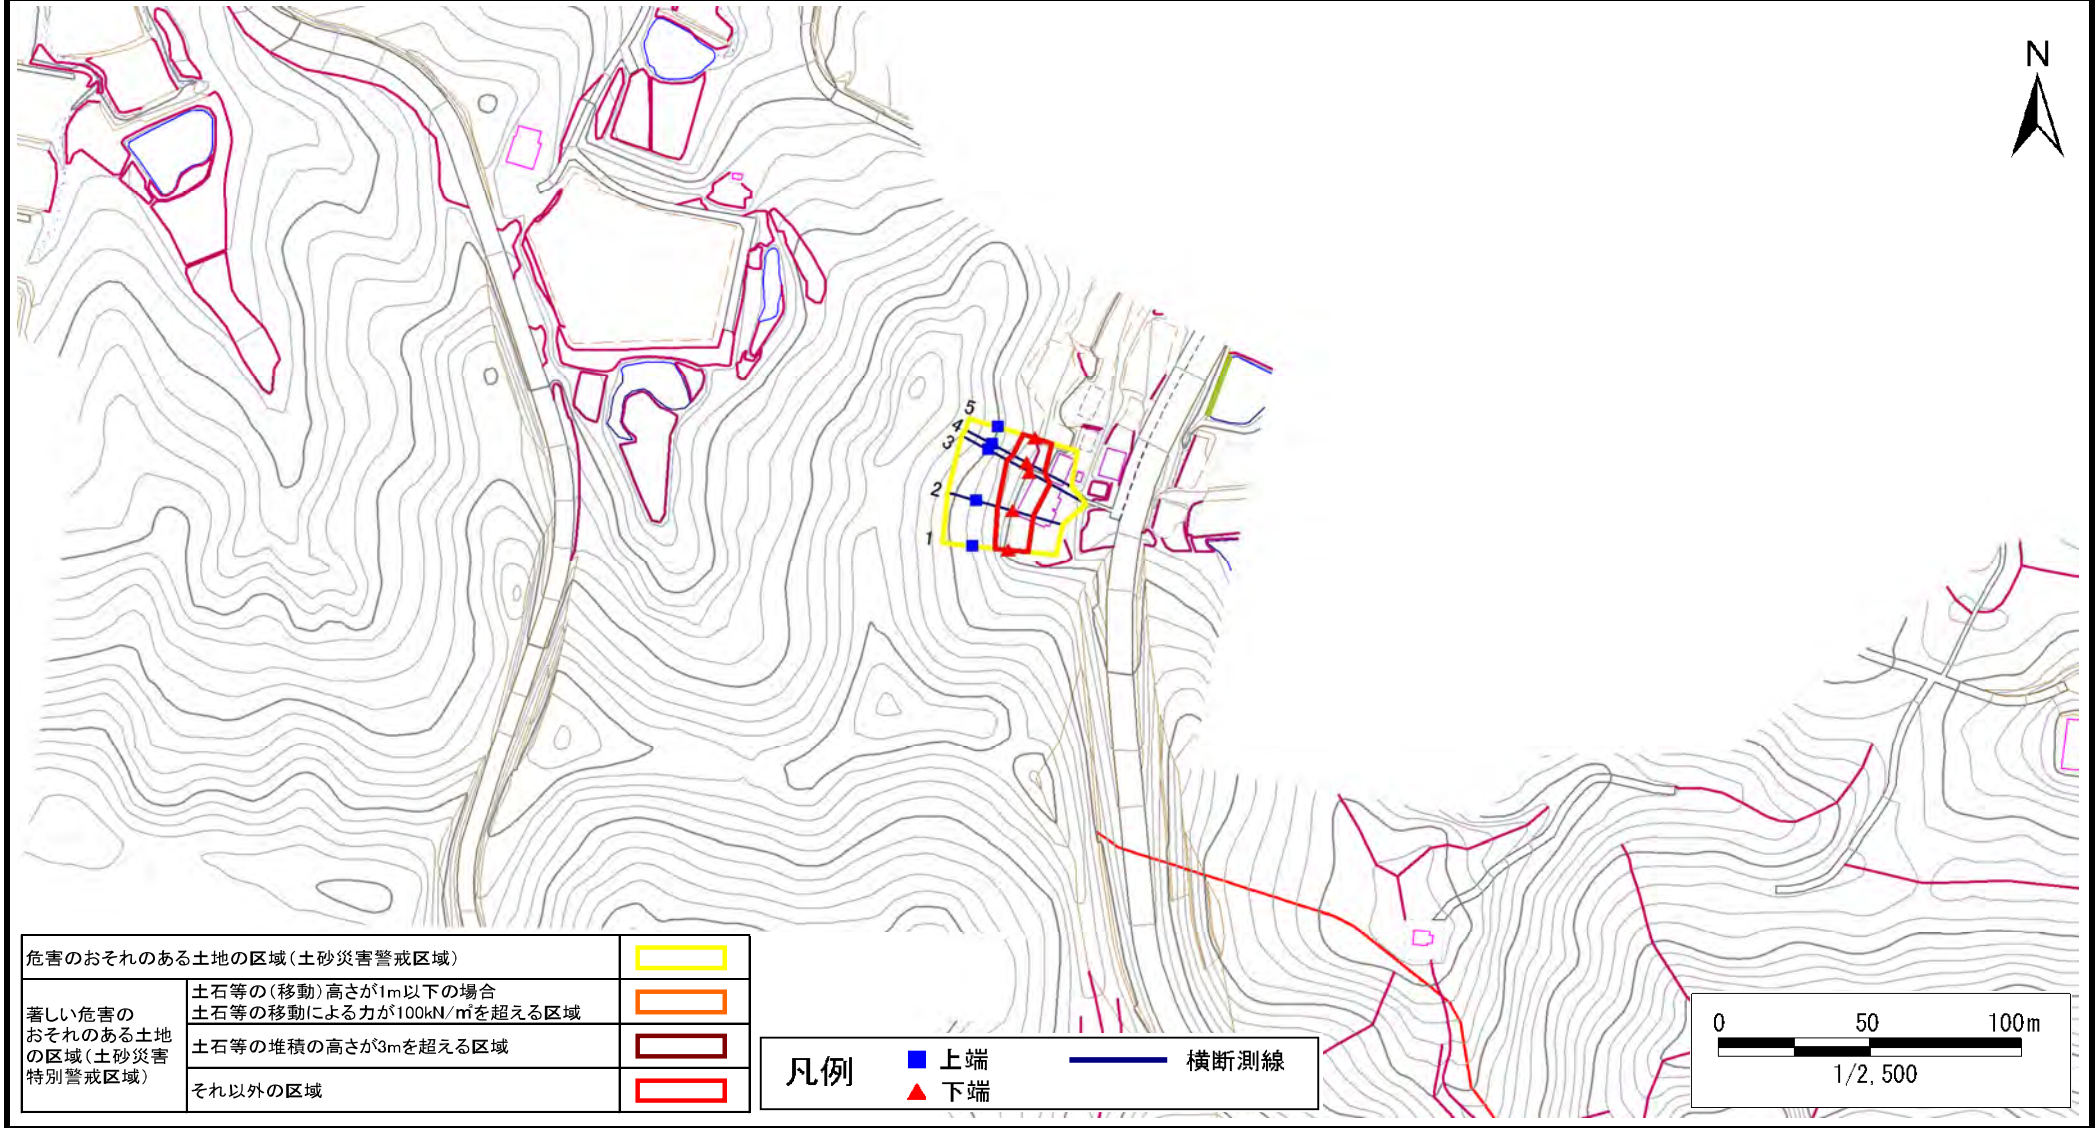 N
5
4
3
2
1
危害のおそれのある土地の区域(土砂災害警戒区域)
著しい危害の
おそれのある土地
の区域(土砂災害
特別警戒区域)
土石等の(移動)高さが1m以下の場合
土石等の移動による力が100kN/㎡を超える区域
土石等の堆積の高さが3mを超える区域
それ以外の区域
凡例
上端
下端
横断測線
0 50 100m
1/2,500